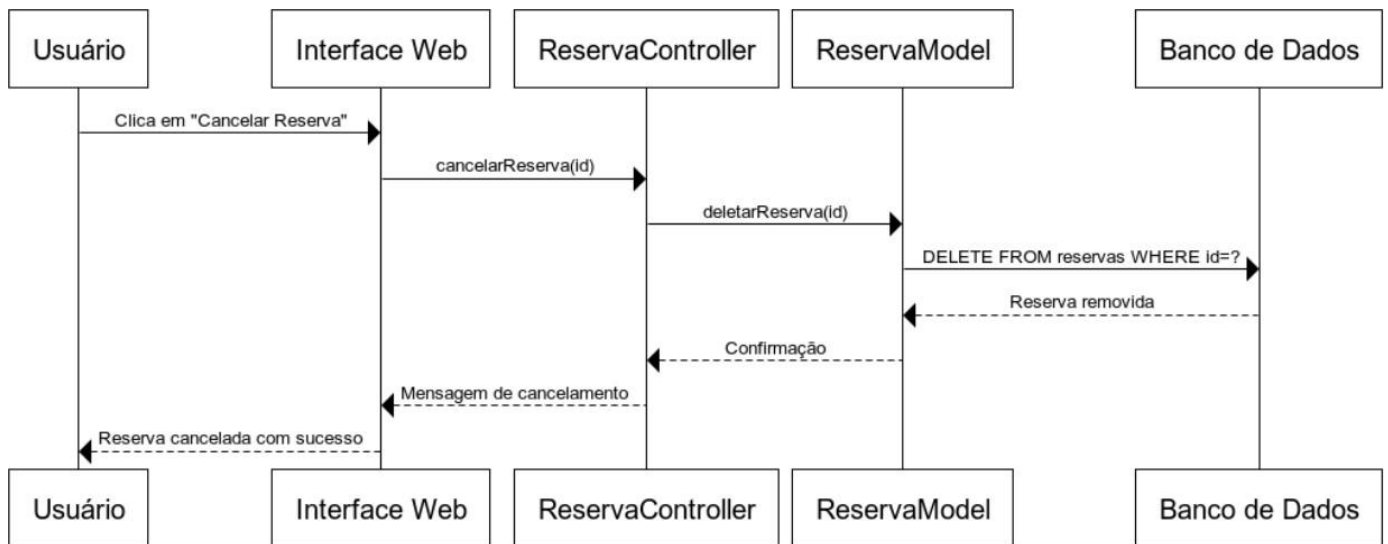 Usuário
Interface Web
ReservaController
ReservaModel
Banco de Dados
Clica em "Cancelar Reserva"
cancelarReserva(id)
deletarReserva(id)
DELETE FROM reservas WHERE id=?
Reserva removida
Confirmação
Mensagem de cancelamento
Reserva cancelada com sucesso
Usuário
Interface Web
ReservaController
ReservaModel
Banco de Dados